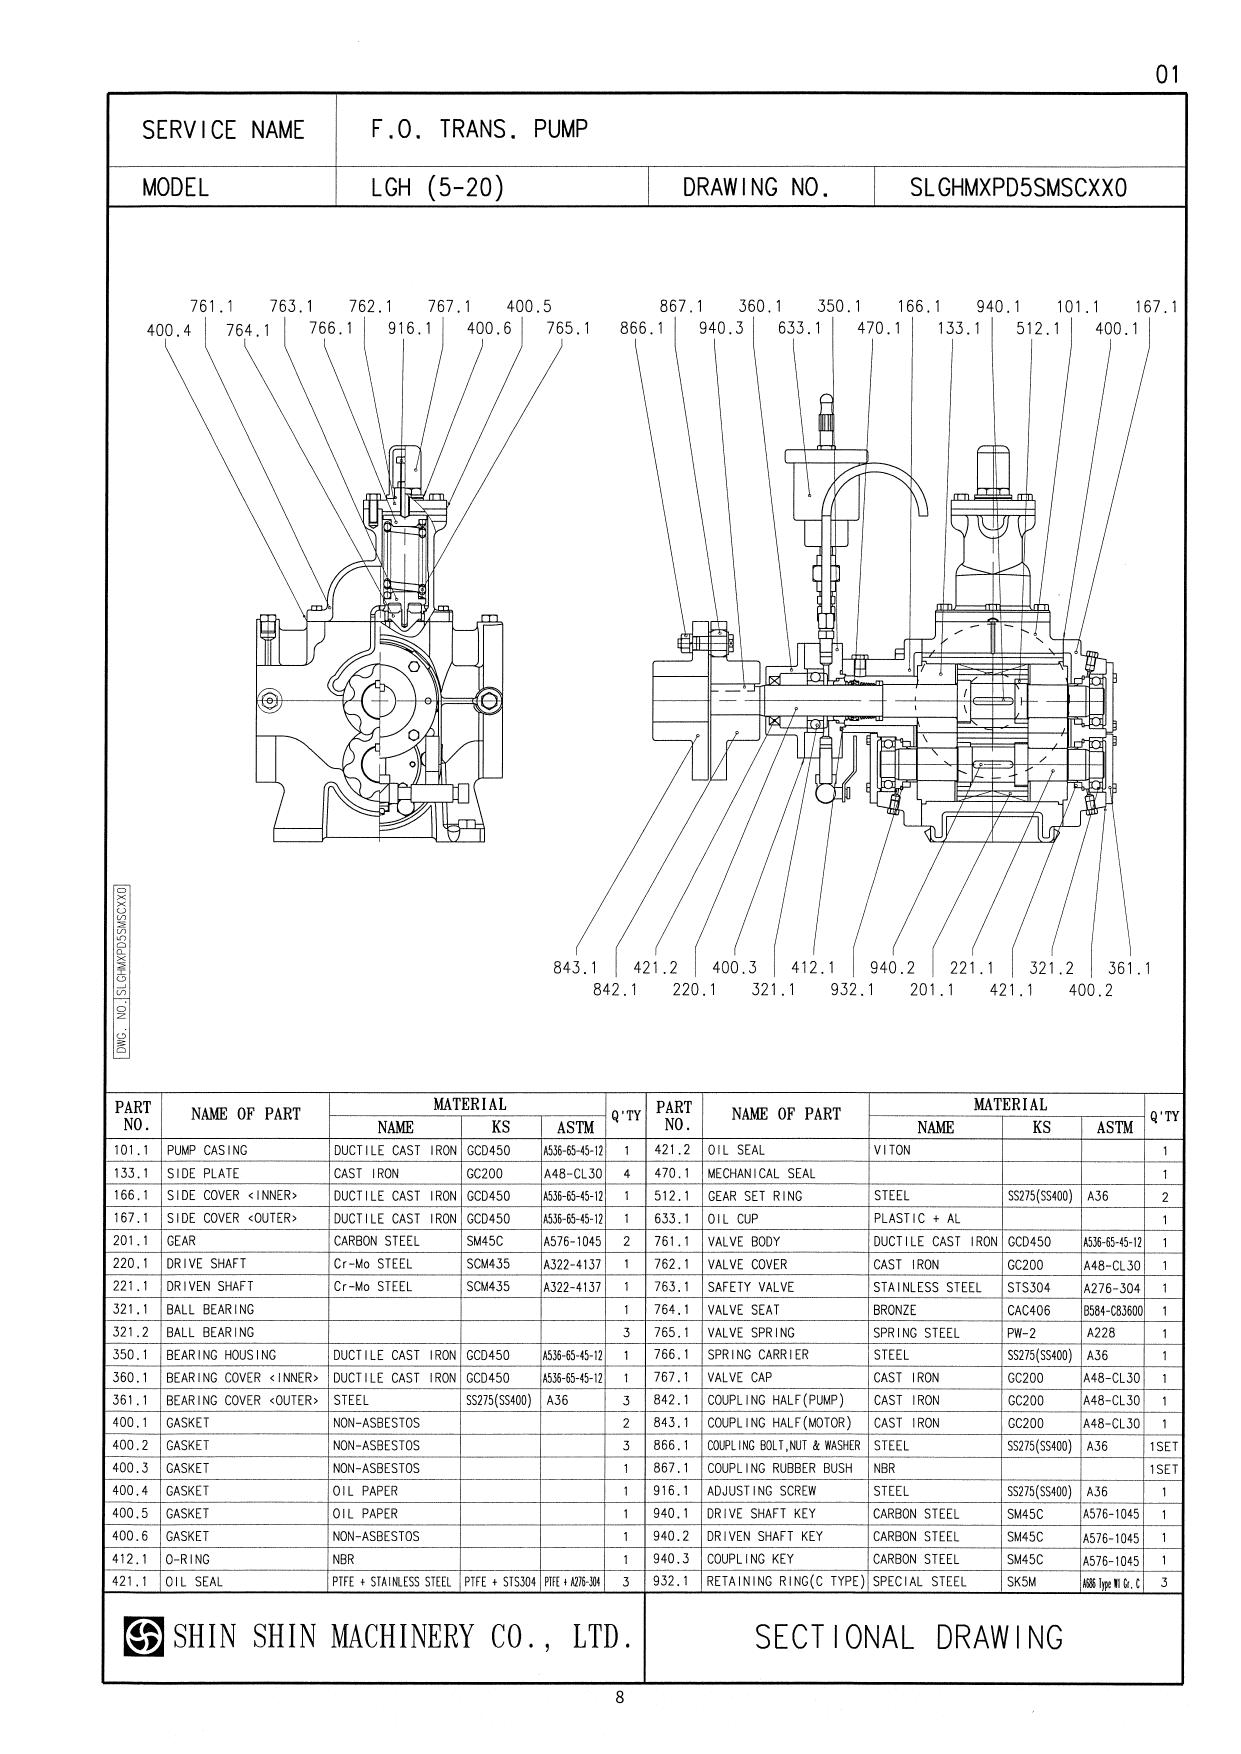 01
SERVICE NAME F.O. TRANS. PUMP
MODEL LGH (5-20) DRAWING NO. SLGHMXPD5SMSCXX0
761.1 763.1 762.1 767.1 400.5 867.1 360.1 350.1 166.1 940.1 101.1 167.1
400.4 764.1 766.1 916.1 400.6 765.1 866.1 940.3 633.1 470.1 133.1 512.1 400.1
843.1 421.2 400.3 412.1 940.2 221.1 321.2 361.1
842.1 220.1 321.1 932.1 201.1 421.1 400.2
DWG. NO. SLGHMXPD5SMSCXX0
PART NO. NAME OF PART MATERIAL Q'TY PART NO. NAME OF PART MATERIAL Q'TY
NAME KS ASTM NAME KS ASTM
101.1 PUMP CASING DUCTILE CAST IRON GCD450 A536-65-45-12 1 421.2 OIL SEAL VITON 1
133.1 SIDE PLATE CAST IRON GC200 A48-CL30 4 470.1 MECHANICAL SEAL 1
166.1 SIDE COVER <INNER> DUCTILE CAST IRON GCD450 A536-65-45-12 1 512.1 GEAR SET RING STEEL SS275(SS400) A36 2
167.1 SIDE COVER <OUTER> DUCTILE CAST IRON GCD450 A536-65-45-12 1 633.1 OIL CUP PLASTIC + AL 1
201.1 GEAR CARBON STEEL SM45C A576-1045 2 761.1 VALVE BODY DUCTILE CAST IRON GCD450 A536-65-45-12 1
220.1 DRIVE SHAFT Cr-Mo STEEL SCM435 A322-4137 1 762.1 VALVE COVER CAST IRON GC200 A48-CL30 1
221.1 DRIVEN SHAFT Cr-Mo STEEL SCM435 A322-4137 1 763.1 SAFETY VALVE STAINLESS STEEL STS304 A276-304 1
321.1 BALL BEARING 1 764.1 VALVE SEAT BRONZE CAC406 B584-C83600 1
321.2 BALL BEARING 3 765.1 VALVE SPRING SPRING STEEL PW-2 A228 1
350.1 BEARING HOUSING DUCTILE CAST IRON GCD450 A536-65-45-12 1 766.1 SPRING CARRIER STEEL SS275(SS400) A36 1
360.1 BEARING COVER <INNER> DUCTILE CAST IRON GCD450 A536-65-45-12 1 767.1 VALVE CAP CAST IRON GC200 A48-CL30 1
361.1 BEARING COVER <OUTER> STEEL SS275(SS400) A36 3 842.1 COUPLING HALF(PUMP) CAST IRON GC200 A48-CL30 1
400.1 GASKET NON-ASBESTOS 2 843.1 COUPLING HALF(MOTOR) CAST IRON GC200 A48-CL30 1
400.2 GASKET NON-ASBESTOS 3 866.1 COUPLING BOLT,NUT & WASHER STEEL SS275(SS400) A36 1SET
400.3 GASKET NON-ASBESTOS 1 867.1 COUPLING RUBBER BUSH NBR 1SET
400.4 GASKET OIL PAPER 1 916.1 ADJUSTING SCREW STEEL SS275(SS400) A36 1
400.5 GASKET OIL PAPER 1 940.1 DRIVE SHAFT KEY CARBON STEEL SM45C A576-1045 1
400.6 GASKET NON-ASBESTOS 1 940.2 DRIVEN SHAFT KEY CARBON STEEL SM45C A576-1045 1
412.1 O-RING NBR 1 940.3 COUPLING KEY CARBON STEEL SM45C A576-1045 1
421.1 OIL SEAL PTFE + STAINLESS STEEL PTFE + STS304 PTFE + A276-304 3 932.1 RETAINING RING(C TYPE) SPECIAL STEEL SK5M A686 Type W1 Gr. C 3
SHIN SHIN MACHINERY CO., LTD. SECTIONAL DRAWING
8